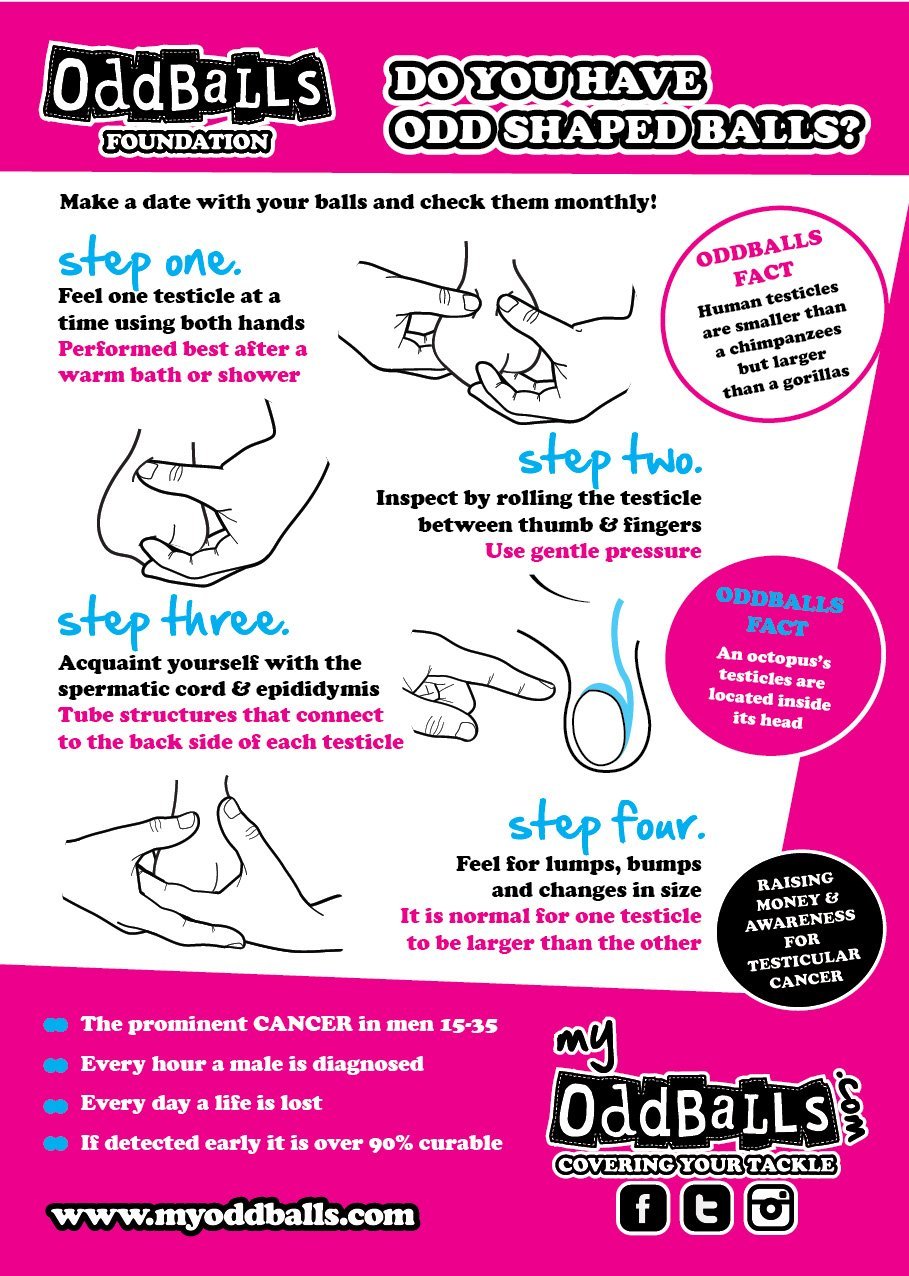 OddBaLLs
FOUNDATION
DO YOU HAVE
ODD SHAPED BALLS?
Make a date with your balls and check them monthly!
step one.
Feel one testicle at a
time using both hands
Performed best after a
warm bath or shower
ODDBALLS
FACT
Human testicles
are smaller than
a chimpanzees
but larger
than a gorillas
step two.
Inspect by rolling the testicle
between thumb & fingers
Use gentle pressure
step three.
Acquaint yourself with the
spermatic cord & epididymis
Tube structures that connect
to the back side of each testicle
ODDBALLS
FACT
An octopus's
testicles are
located inside
its head
step four.
Feel for lumps, bumps
and changes in size
It is normal for one testicle
to be larger than the other
RAISING
MONEY &
AWARENESS
FOR
TESTICULAR
CANCER
The prominent CANCER in men 15-35
Every hour a male is diagnosed
Every day a life is lost
If detected early it is over 90% curable
www.myoddballs.com
my
OddBaLLs.com
COVERING YOUR TACKLE
f t